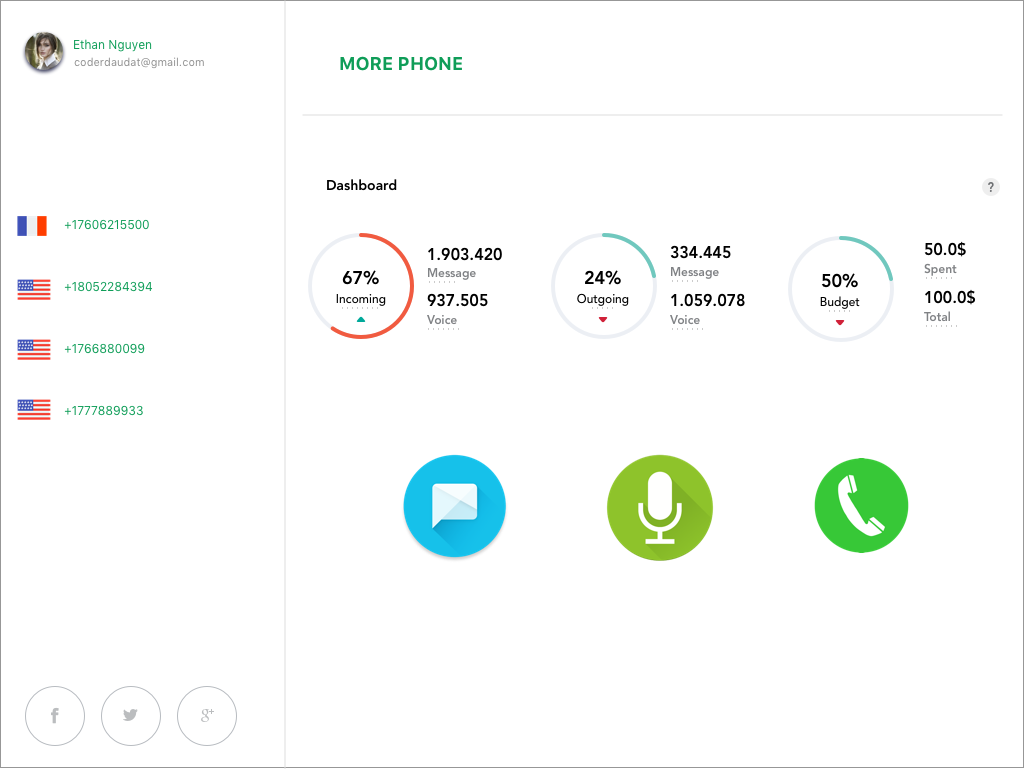 Ethan Nguyen
coderdaudat@gmail.com
+17606215500
+18052284394
+1766880099
+1777889933
f
g+
MORE PHONE
Dashboard
?
67%
Incoming
1.903.420
Message
937.505
Voice
24%
Outgoing
334.445
Message
1.059.078
Voice
50%
Budget
50.0$
Spent
100.0$
Total